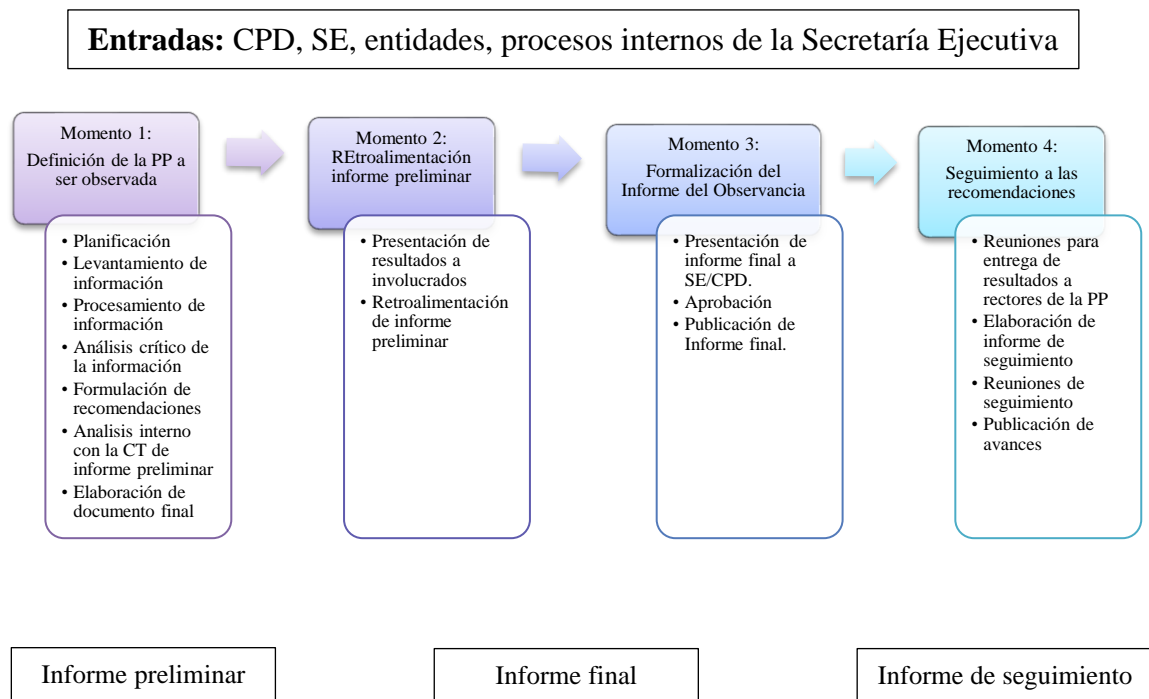 Entradas: CPD, SE, entidades, procesos internos de la Secretaría Ejecutiva
Momento 1:
Definición de la PP a
ser observada
• Planificación
• Levantamiento de
información
• Procesamiento de
información
• Análisis crítico de
la información
• Formulación de
recomendaciones
• Analisis interno
con la CT de
informe preliminar
• Elaboración de
documento final
Momento 2:
REtroalimentación
informe preliminar
• Presentación de
resultados a
involucrados
• Retroalimentación
de informe
preliminar
Momento 3:
Formalización del
Informe del Observancia
• Presentación de
informe final a
SE/CPD.
• Aprobación
• Publicación de
Informe final.
Momento 4:
Seguimiento a las
recomendaciones
• Reuniones para
entrega de
resultados a
rectores de la PP
• Elaboración de
informe de
seguimiento
• Reuniones de
seguimiento
• Publicación de
avances
Informe preliminar
Informe final
Informe de seguimiento